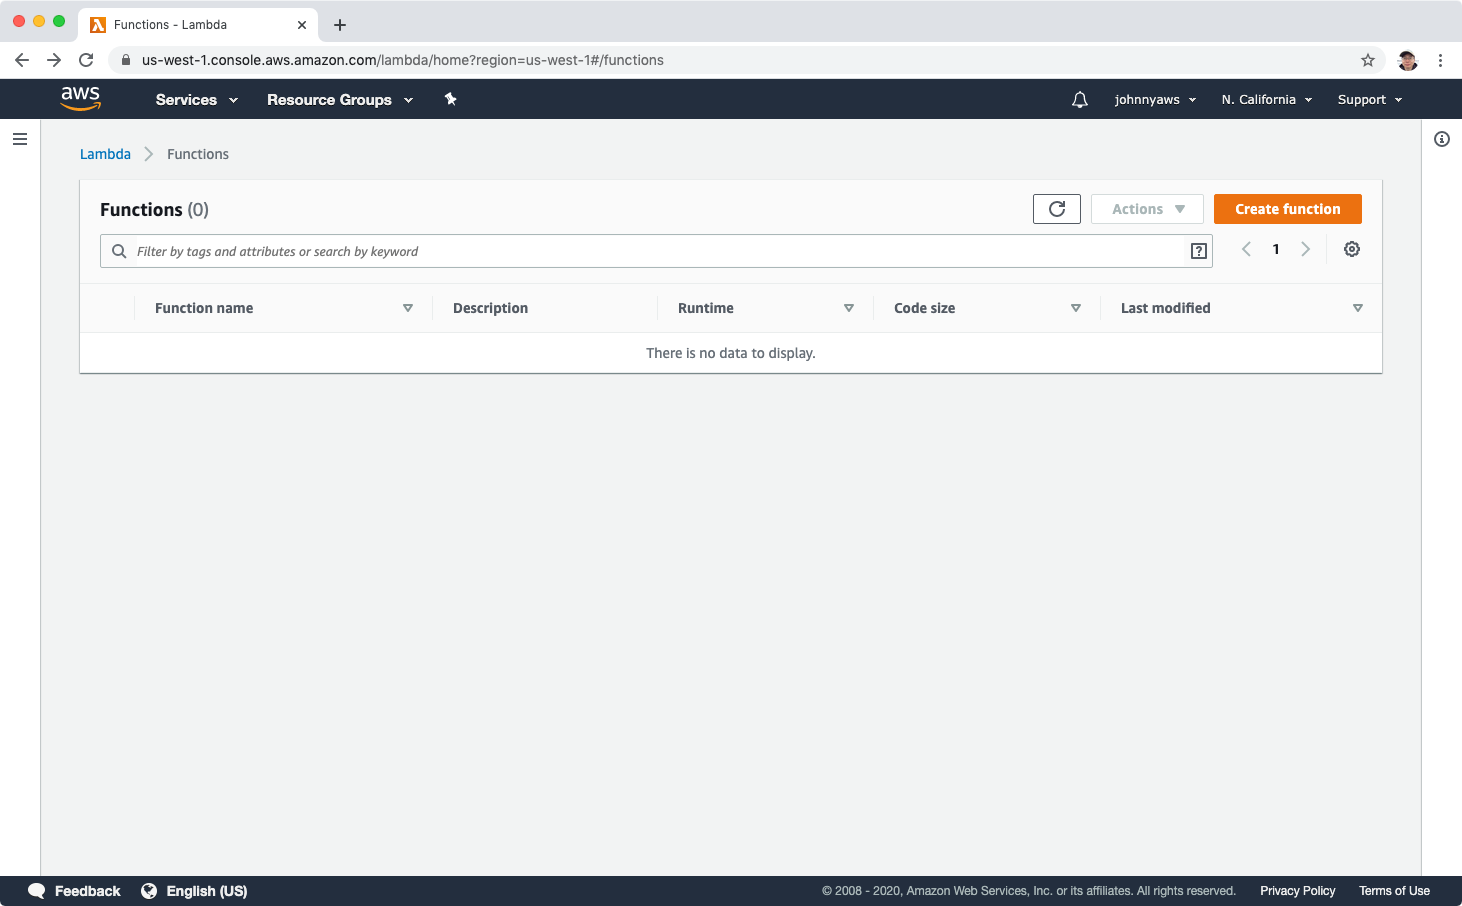 Functions - Lambda
us-west-1.console.aws.amazon.com/lambda/home?region=us-west-1#/functions
aws Services Resource Groups johnnyaws N. California Support
Lambda Functions
Functions (0) Actions Create function
Filter by tags and attributes or search by keyword ? 1
Function name Description Runtime Code size Last modified
There is no data to display.
Feedback English (US) © 2008 - 2020, Amazon Web Services, Inc. or its affiliates. All rights reserved. Privacy Policy Terms of Use